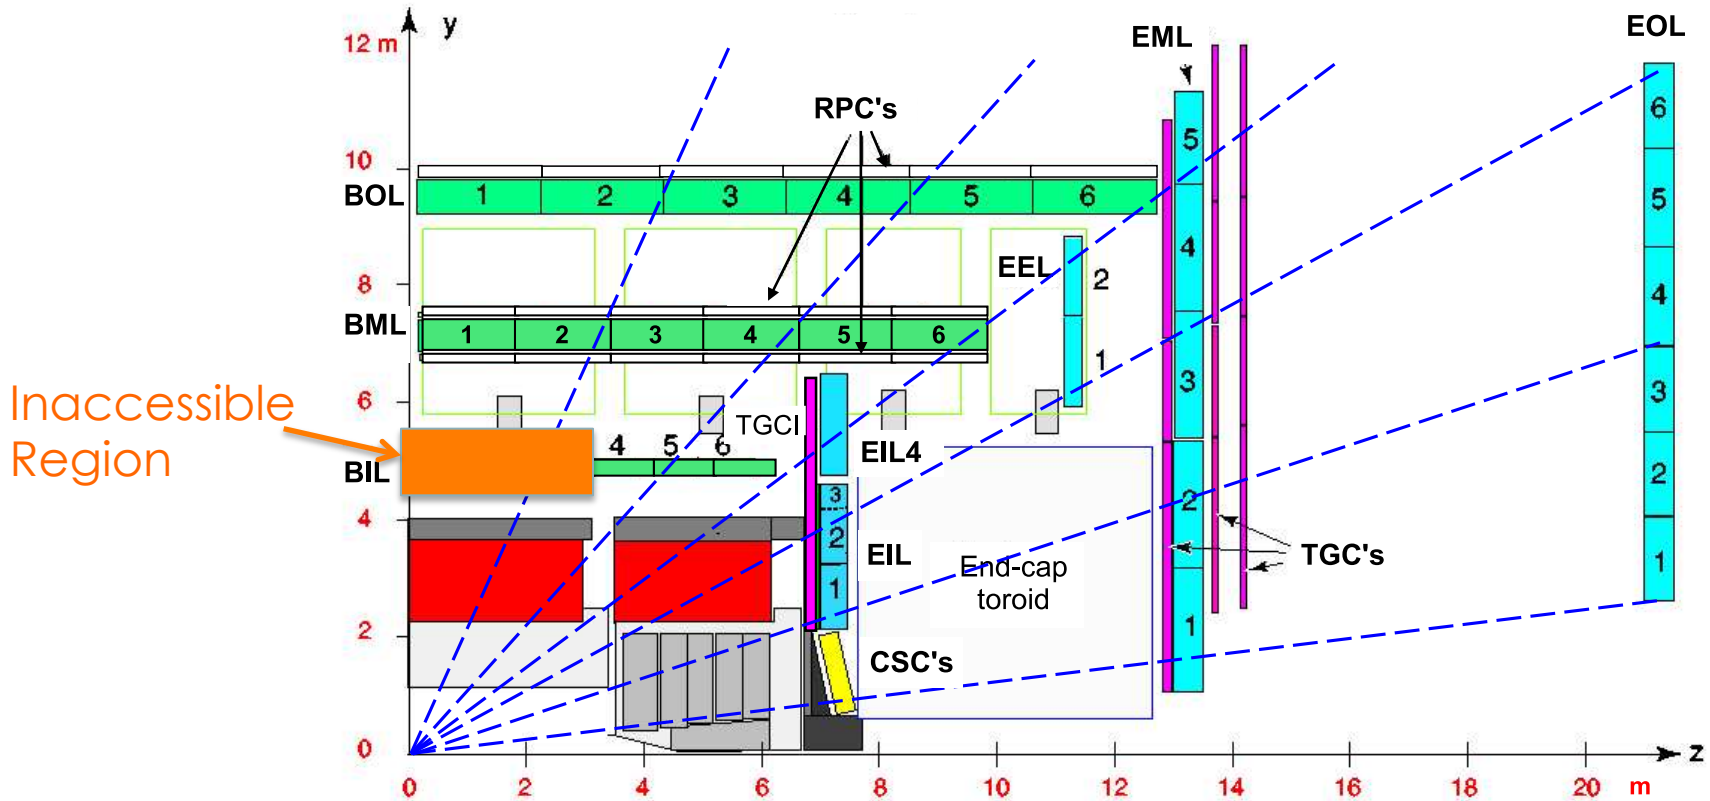 y
12 m
EML
EOL
RPC's
6
5
10
BOL
1 2 3 4 5 6
5
4
EEL
2
8
4
BML
1 2 3 4 5 6
1
3
3
Inaccessible
Region
6
TGCI
4 5 6
EIL4
BIL
2
2
3
4
2
EIL
End-cap
toroid
TGC's
1
1
1
2
CSC's
0
z
0 2 4 6 8 10 12 14 16 18 20 m